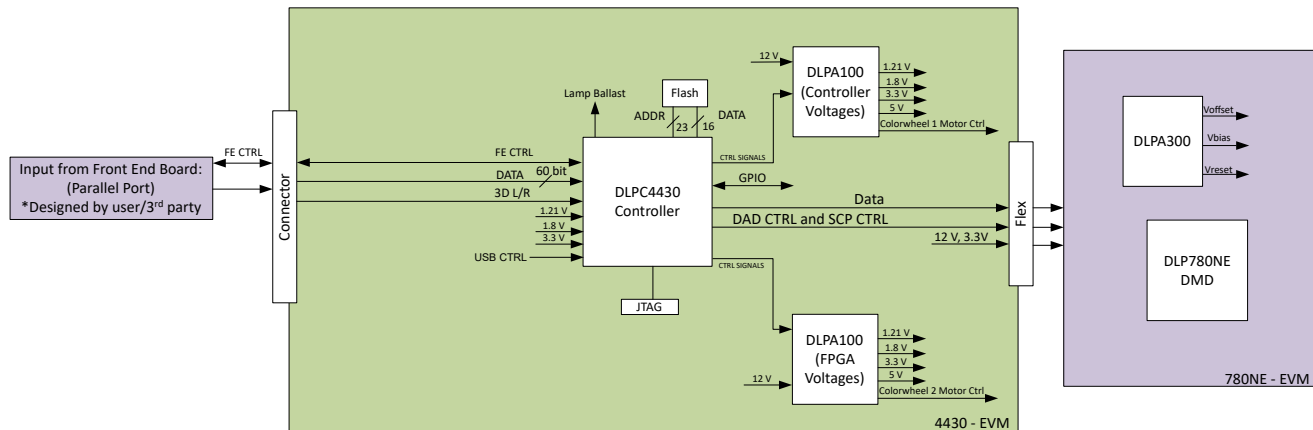 Input from Front End Board:
(Parallel Port)
*Designed by user/3rd party
FE CTRL
Connector
FE CTRL
DATA
60 bit
3D L/R
1.21 V
1.8 V
3.3 V
USB CTRL
Lamp Ballast
Flash
ADDR
23
16
DATA
DLPC4430
Controller
JTAG
CTRL SIGNALS
GPIO
Data
DAD CTRL and SCP CTRL
12 V, 3.3V
CTRL SIGNALS
12 V
DLPA100
(Controller
Voltages)
1.21 V
1.8 V
3.3 V
5 V
Colorwheel 1 Motor Ctrl
12 V
DLPA100
(FPGA
Voltages)
1.21 V
1.8 V
3.3 V
5 V
Colorwheel 2 Motor Ctrl
4430 - EVM
Flex
DLPA300
Voffset
Vbias
Vreset
DLP780NE
DMD
780NE - EVM